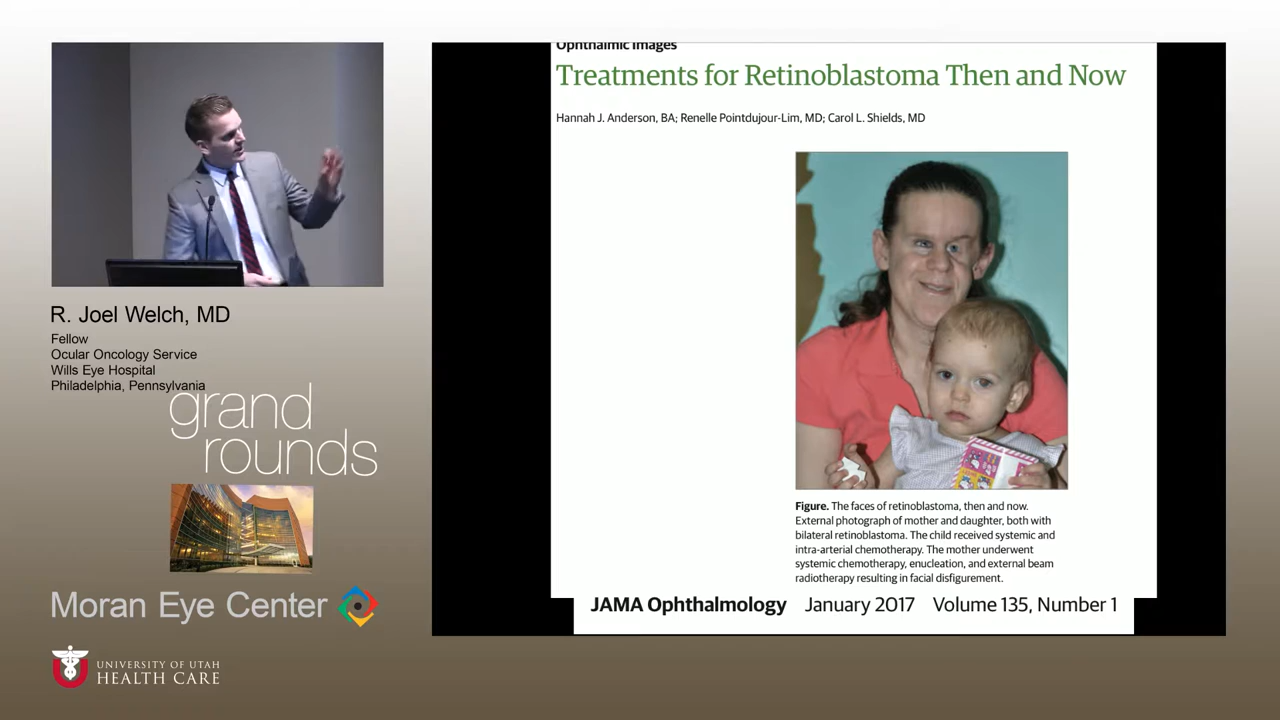 R. Joel Welch, MD
Fellow
Ocular Oncology Service
Wills Eye Hospital
Philadelphia, Pennsylvania
grand
rounds
Moran Eye Center
UNIVERSITY OF UTAH
HEALTH CARE
Ophthalmic Images
Treatments for Retinoblastoma Then and Now
Hannah J. Anderson, BA; Renelle Pointdujour-Lim, MD; Carol L. Shields, MD
Figure. The faces of retinoblastoma, then and now.
External photograph of mother and daughter, both with
bilateral retinoblastoma. The child received systemic and
intra-arterial chemotherapy. The mother underwent
systemic chemotherapy, enucleation, and external beam
radiotherapy resulting in facial disfigurement.
JAMA Ophthalmology January 2017 Volume 135, Number 1